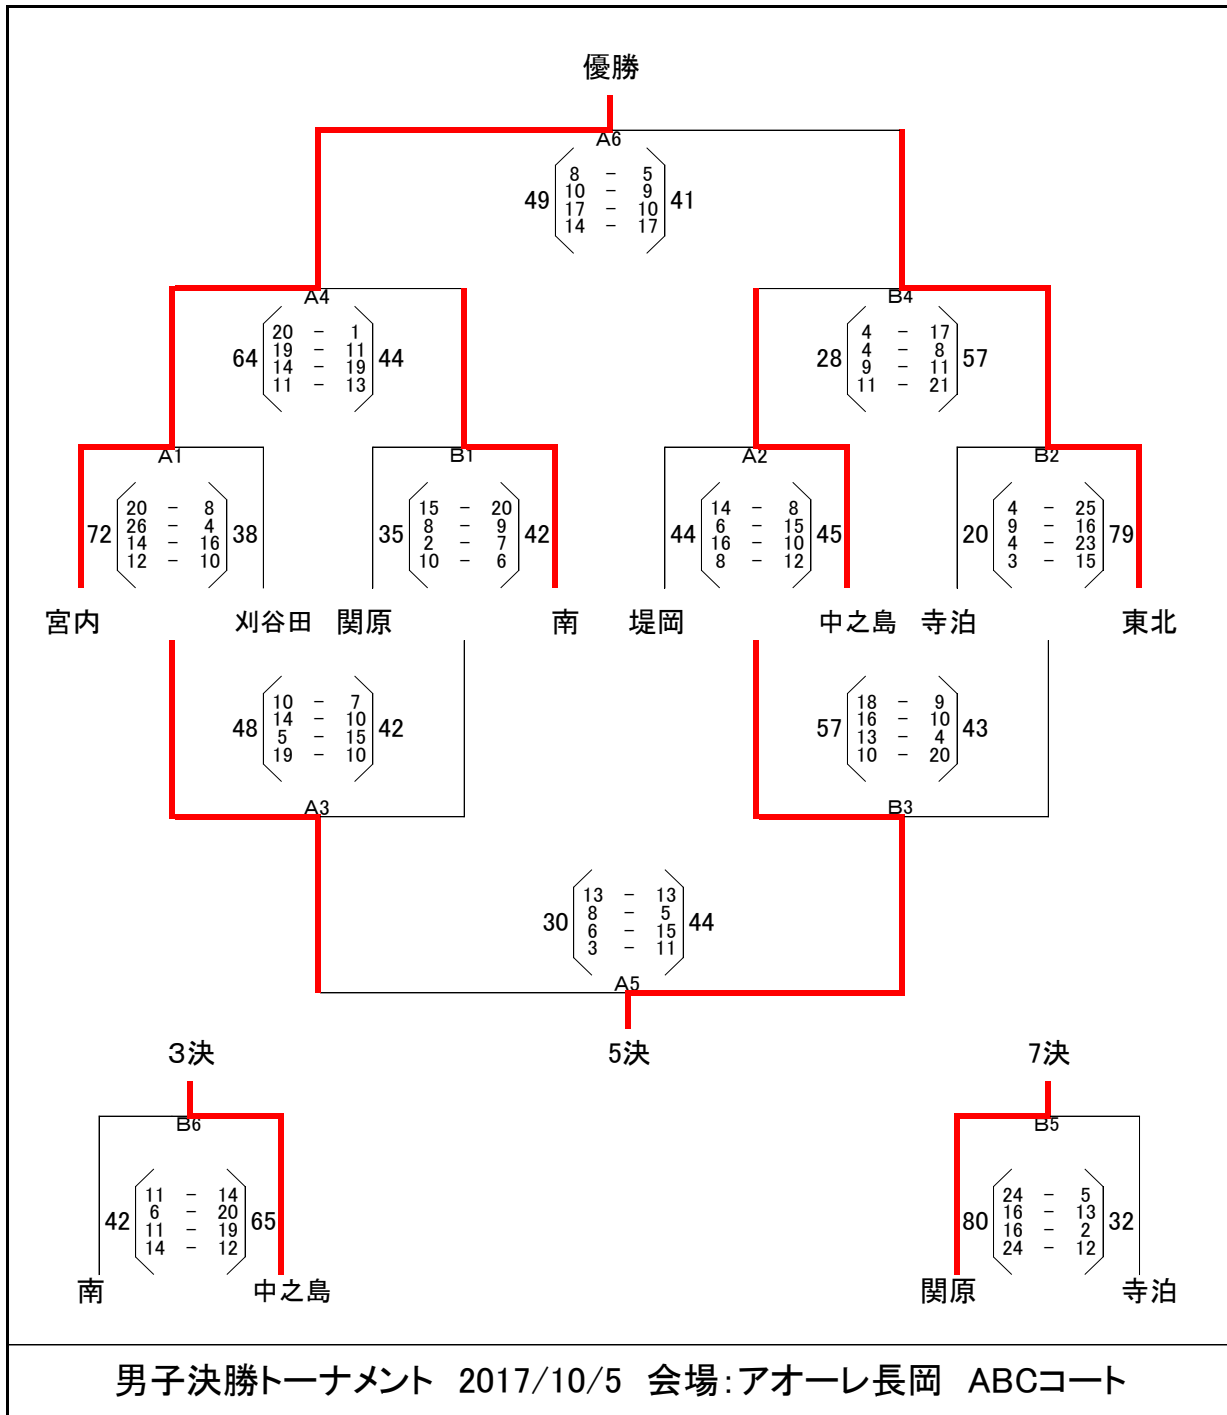 優勝
A6
49 8 - 5 41
10 - 9
17 - 10
14 - 17
A4
64 20 - 1 44
19 - 11
14 - 19
11 - 13
B4
28 4 - 17 57
4 - 8
9 - 11
11 - 21
A1
72 20 - 8 38
26 - 4
14 - 16
12 - 10
B1
35 15 - 20 42
8 - 9
2 - 7
10 - 6
A2
44 14 - 8 45
6 - 15
16 - 10
8 - 12
B2
20 4 - 25 79
9 - 16
4 - 23
3 - 15
宮内 刈谷田 関原 南 堤岡 中之島 寺泊 東北
48 10 - 7 42
14 - 10
5 - 15
19 - 10
A3
57 18 - 9 43
16 - 10
13 - 4
10 - 20
B3
30 13 - 13 44
8 - 5
6 - 15
3 - 11
A5
3決 5決 7決
B6
42 11 - 14 65
6 - 20
11 - 19
14 - 12
南 中之島
B5
80 24 - 5 32
16 - 13
16 - 2
24 - 12
関原 寺泊
男子決勝トーナメント 2017/10/5 会場:アオーレ長岡 ABCコート